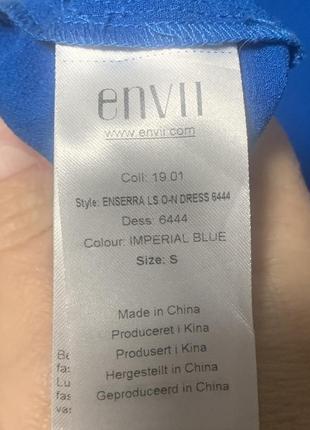 envii
www.envii.com
Coll: 19.01
Style: ENSERRA LS O-N DRESS 6444
Dess: 6444
Colour: IMPERIAL BLUE
Size: S
Made in China
Produceret i Kina
Produsert i Kina
Hergestellt in China
Geproduceerd in China